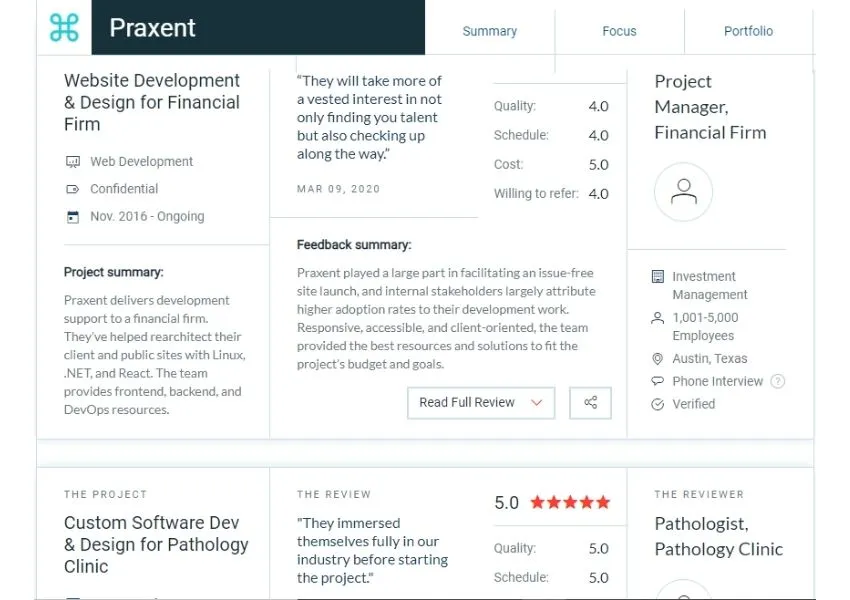 Praxent
Summary
Focus
Portfolio
Website Development
& Design for Financial
Firm
Web Development
Confidential
Nov. 2016 - Ongoing
Project summary:
Praxent delivers development
support to a financial firm.
They've helped rearchitect their
client and public sites with Linux,
.NET, and React. The team
provides frontend, backend, and
DevOps resources.
“They will take more of
a vested interest in not
only finding you talent
but also checking up
along the way.”
MAR 09, 2020
Quality: 4.0
Schedule: 4.0
Cost: 5.0
Willing to refer: 4.0
Feedback summary:
Praxent played a large part in facilitating an issue-free
site launch, and internal stakeholders largely attribute
higher adoption rates to their development work.
Responsive, accessible, and client-oriented, the team
provided the best resources and solutions to fit the
project's budget and goals.
Read Full Review
Project
Manager,
Financial Firm
Investment
Management
1,001-5,000
Employees
Austin, Texas
Phone Interview ?
Verified
THE PROJECT
Custom Software Dev
& Design for Pathology
Clinic
THE REVIEW
"They immersed
themselves fully in our
industry before starting
the project."
5.0
Quality: 5.0
Schedule: 5.0
THE REVIEWER
Pathologist,
Pathology Clinic